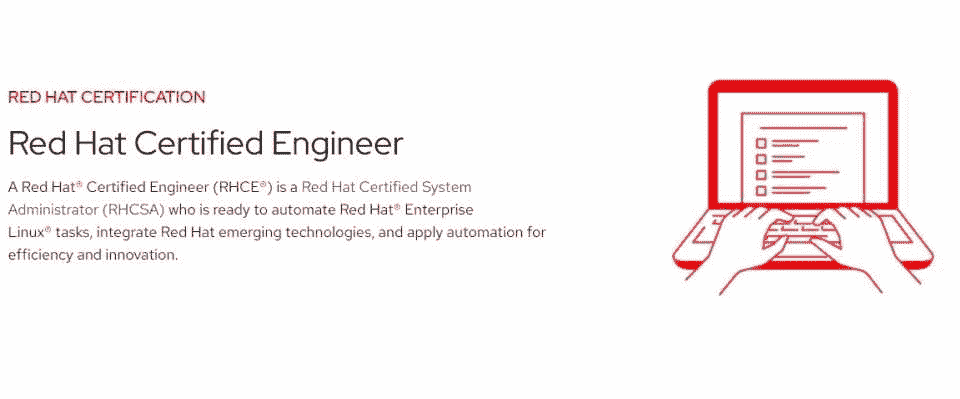 RED HAT CERTIFICATION
Red Hat Certified Engineer
A Red Hat® Certified Engineer (RHCE®) is a Red Hat Certified System
Administrator (RHCSA) who is ready to automate Red Hat® Enterprise
Linux® tasks, integrate Red Hat emerging technologies, and apply automation for
efficiency and innovation.